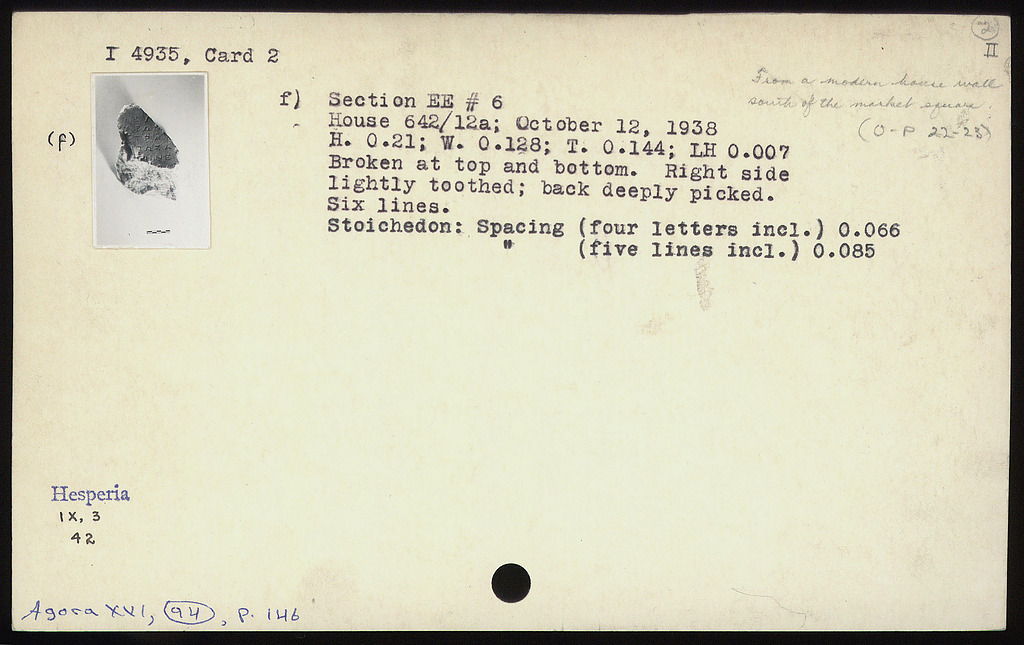 I 4935, Card 2
2
II
From a modern house wall
south of the market square.
(O-P 22-23)
(f)
f) Section EE # 6
House 642/12a; October 12, 1938
H. 0.21; W. 0.128; T. 0.144; LH 0.007
Broken at top and bottom. Right side
lightly toothed; back deeply picked.
Six lines.
Stoichedon: Spacing (four letters incl.) 0.066
" (five lines incl.) 0.085
Hesperia
IX, 3
42
Agora XVI, 94, P. 146